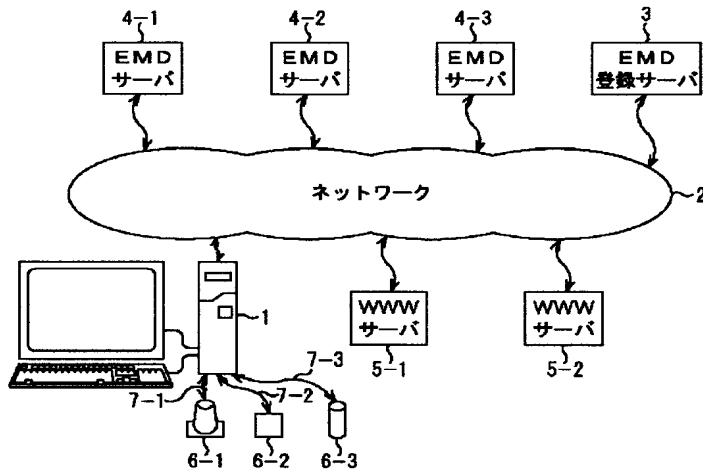 4-1
4-2
4-3
3
EMD
サーバ
EMD
サーバ
EMD
サーバ
EMD
登録サーバ
ネットワーク
2
1
WWW
サーバ
WWW
サーバ
5-1
5-2
7-3
7-1
7-2
6-1
6-2
6-3